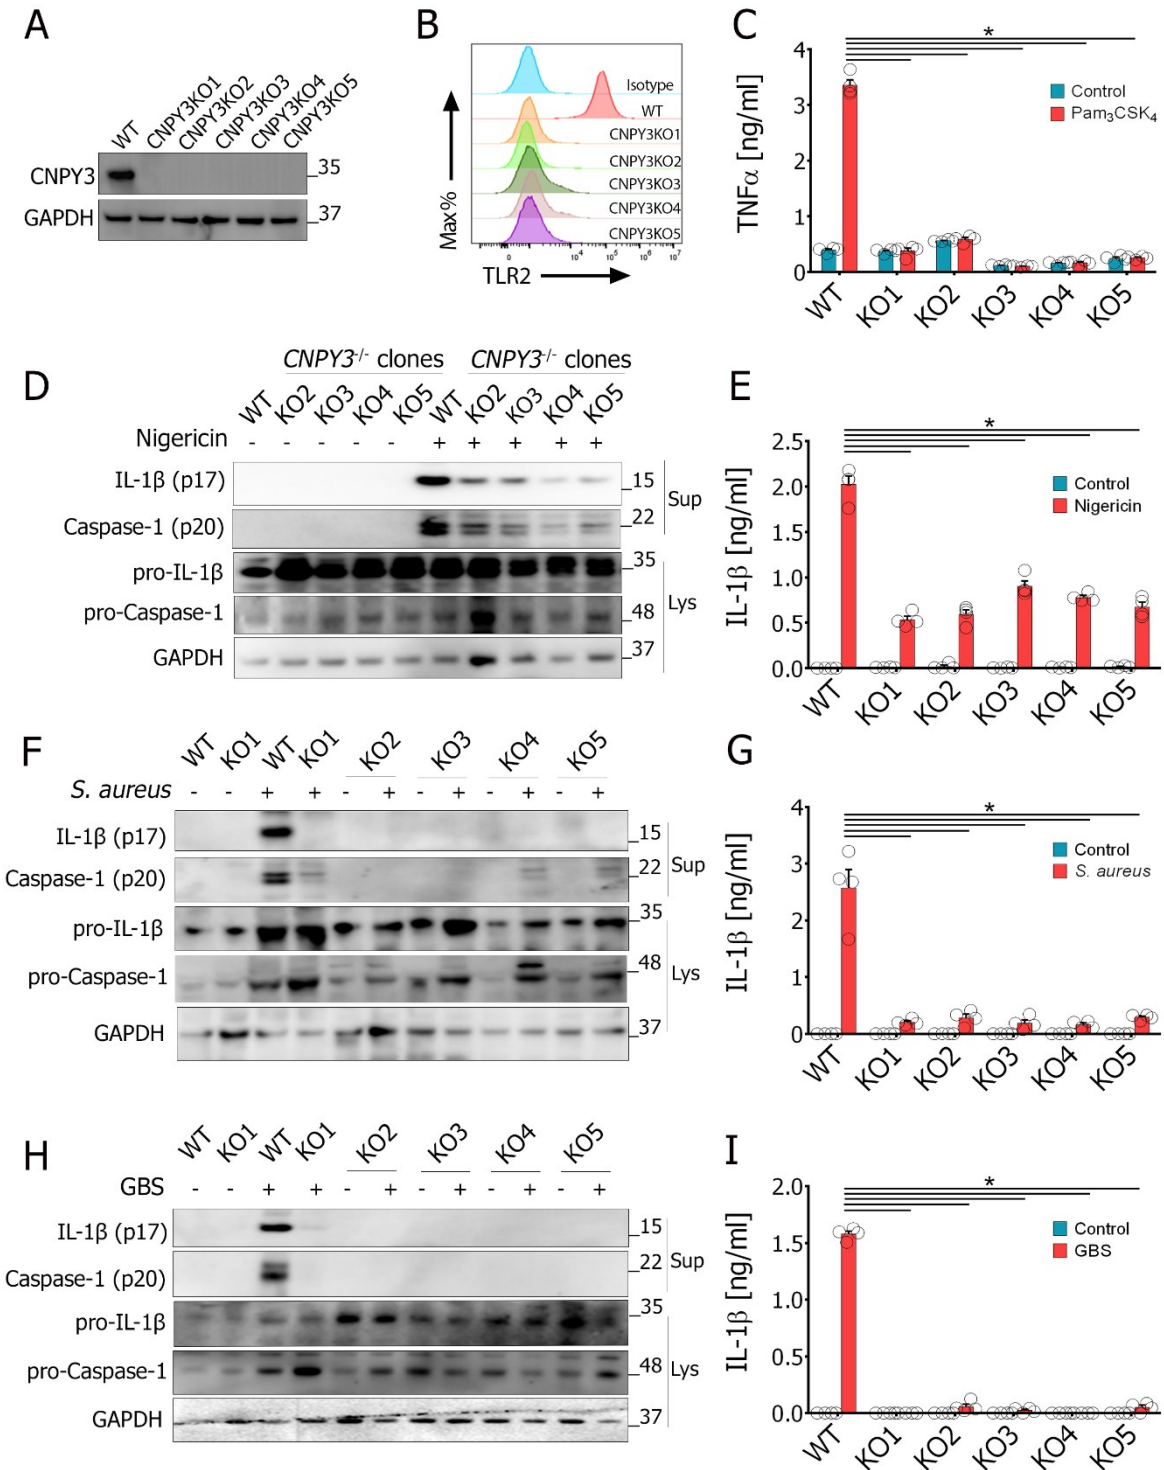 A
WT
CNPY3KO1
CNPY3KO2
CNPY3KO3
CNPY3KO4
CNPY3KO5
CNPY3
35
GAPDH
37
B
Isotype
WT
CNPY3KO1
CNPY3KO2
CNPY3KO3
CNPY3KO4
CNPY3KO5
Max%
0 10⁴ 10⁵ 10⁶ 10⁷
TLR2
C
TNFα [ng/ml]
4
3
2
1
0
*
Control
Pam₃CSK₄
WT KO1 KO2 KO3 KO4 KO5
D
CNPY3⁻/⁻ clones CNPY3⁻/⁻ clones
WT KO2 KO3 KO4 KO5 WT KO2 KO3 KO4 KO5
Nigericin - - - - - + + + + +
IL-1β (p17) 15
Caspase-1 (p20) 22
Sup
pro-IL-1β 35
pro-Caspase-1 48
GAPDH 37
Lys
E
IL-1β [ng/ml]
2.5
2.0
1.5
1.0
0.5
0.0
*
Control
Nigericin
WT KO1 KO2 KO3 KO4 KO5
F
WT KO1 WT KO1 KO2 KO3 KO4 KO5
S. aureus - - + + - + - + - + - +
IL-1β (p17) 15
Caspase-1 (p20) 22
Sup
pro-IL-1β 35
pro-Caspase-1 48
GAPDH 37
Lys
G
IL-1β [ng/ml]
4
3
2
1
0
*
Control
S. aureus
WT KO1 KO2 KO3 KO4 KO5
H
WT KO1 WT KO1 KO2 KO3 KO4 KO5
GBS - - + + - + - + - + - +
IL-1β (p17) 15
Caspase-1 (p20) 22
Sup
pro-IL-1β 35
pro-Caspase-1 48
GAPDH 37
Lys
I
IL-1β [ng/ml]
2.0
1.5
1.0
0.5
0.0
*
Control
GBS
WT KO1 KO2 KO3 KO4 KO5